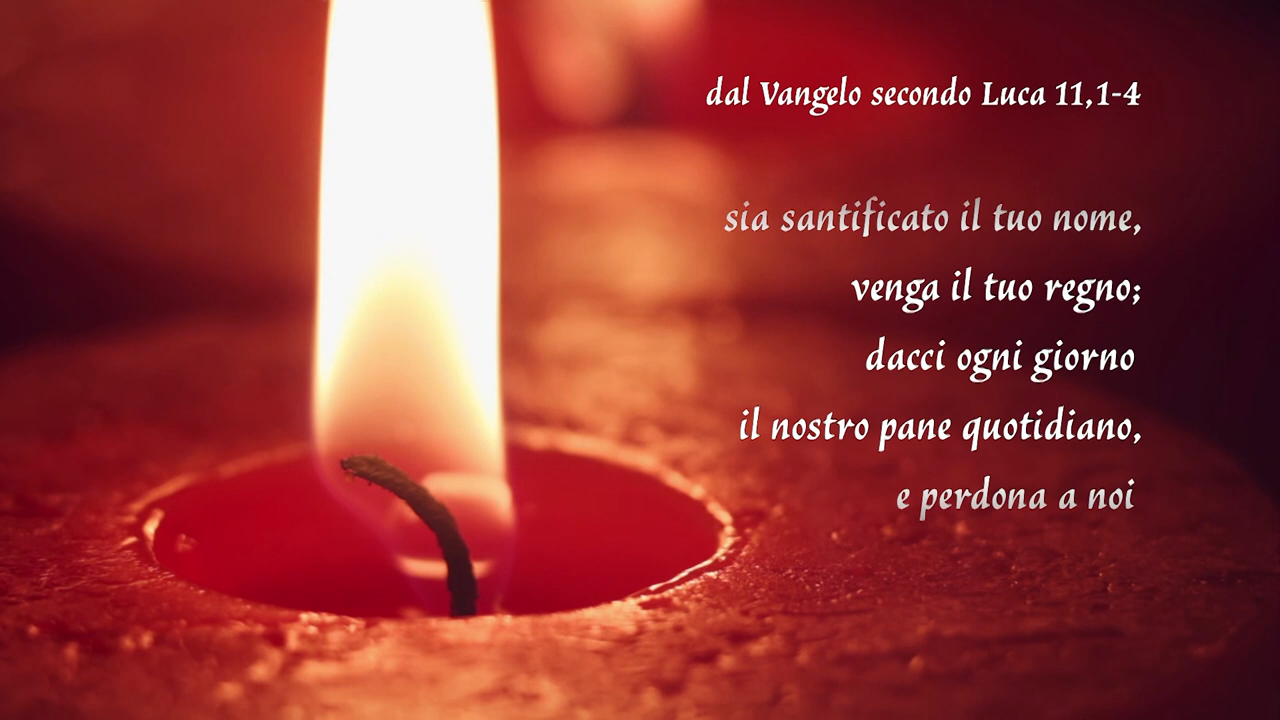 dal Vangelo secondo Luca 11,1-4
sia santificato il tuo nome,
venga il tuo regno;
dacci ogni giorno
il nostro pane quotidiano,
e perdona a noi